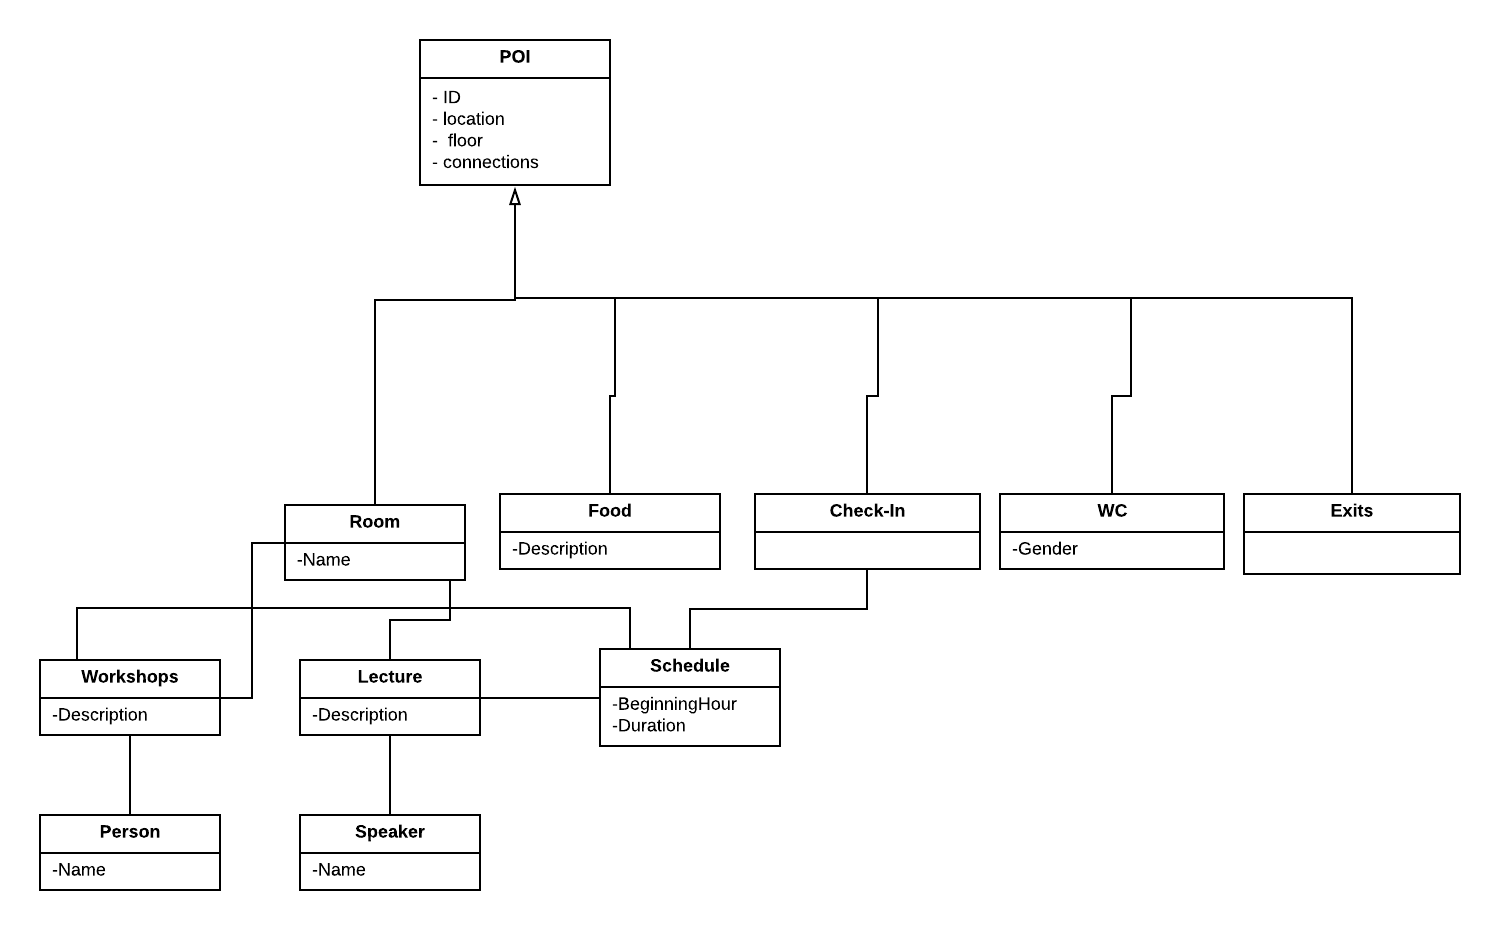 POI
- ID
- location
-  floor
- connections
Room
-Name
Food
-Description
Check-In
WC
-Gender
Exits
Workshops
-Description
Lecture
-Description
Schedule
-BeginningHour
-Duration
Person
-Name
Speaker
-Name